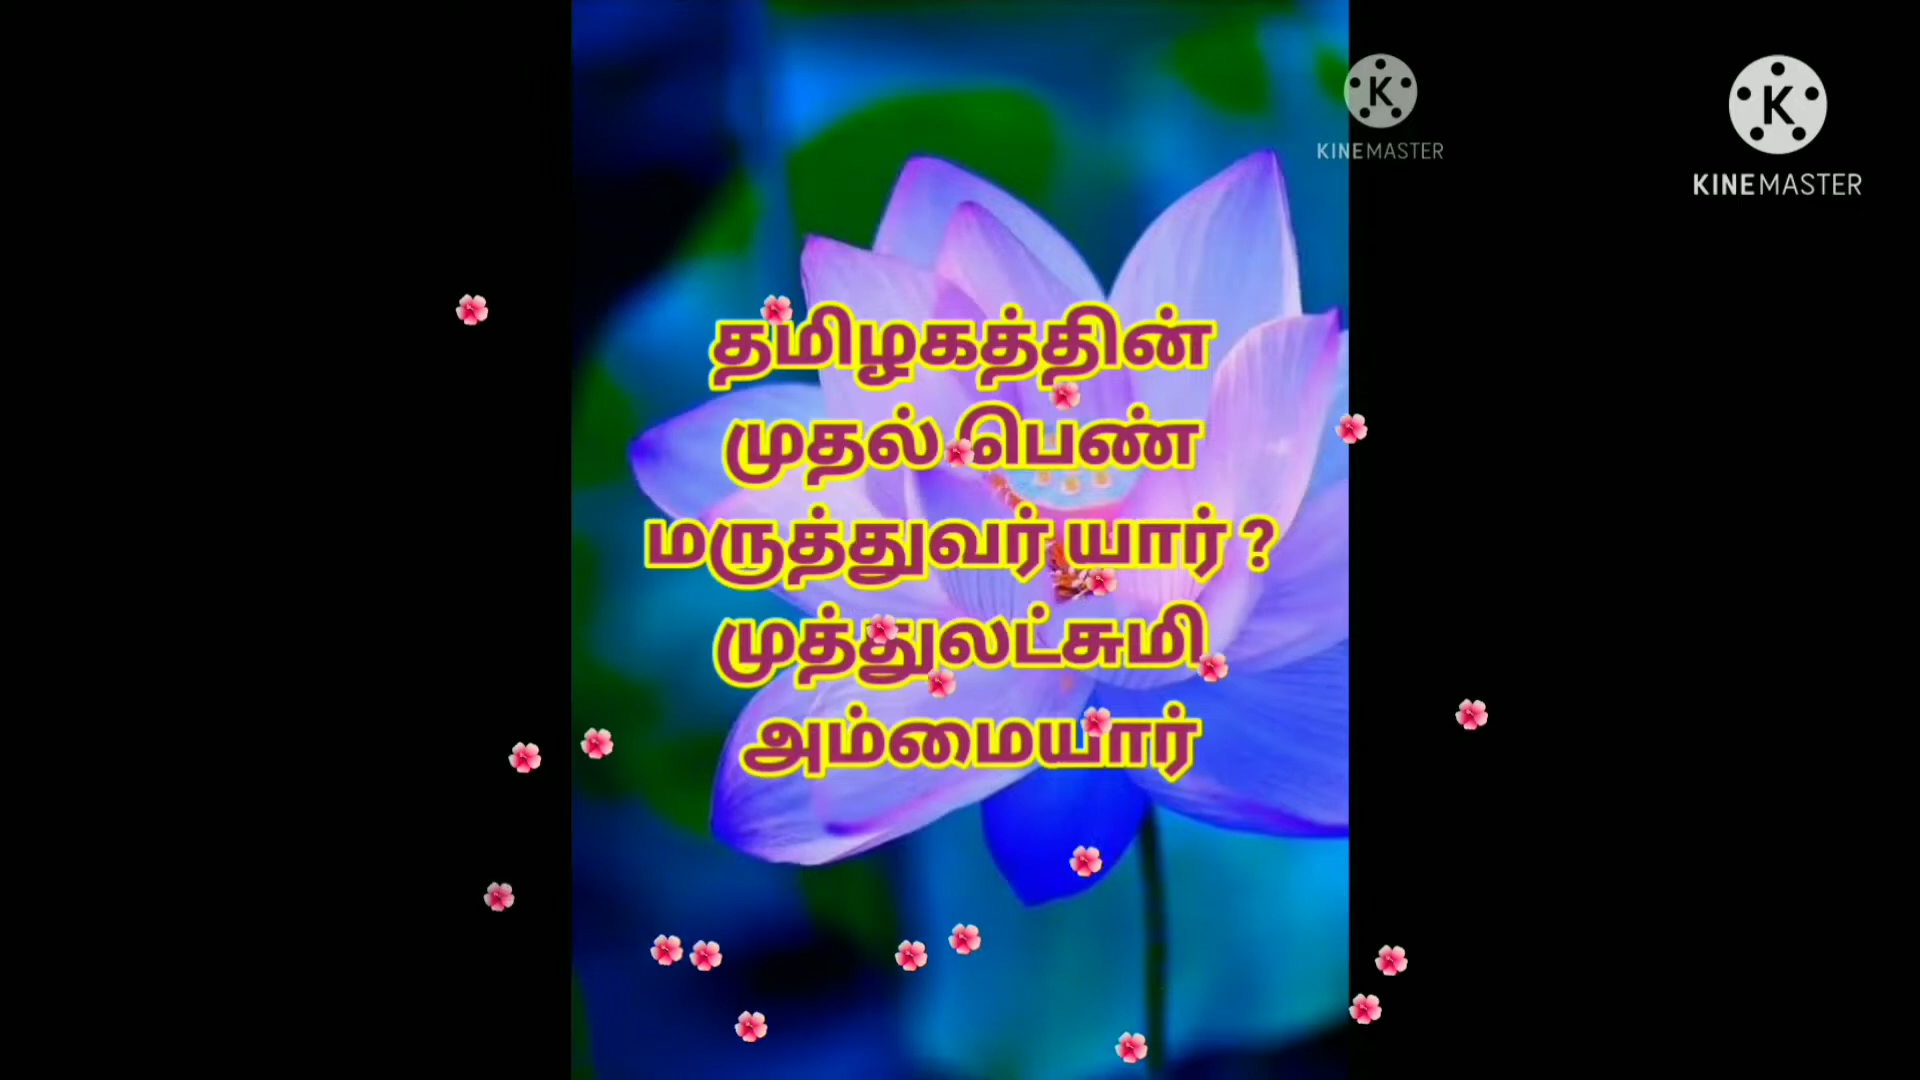 தமிழகத்தின்
முதல் பெண்
மருத்துவர் யார் ?
முத்துலட்சுமி
அம்மையார்
KINEMASTER
KINEMASTER